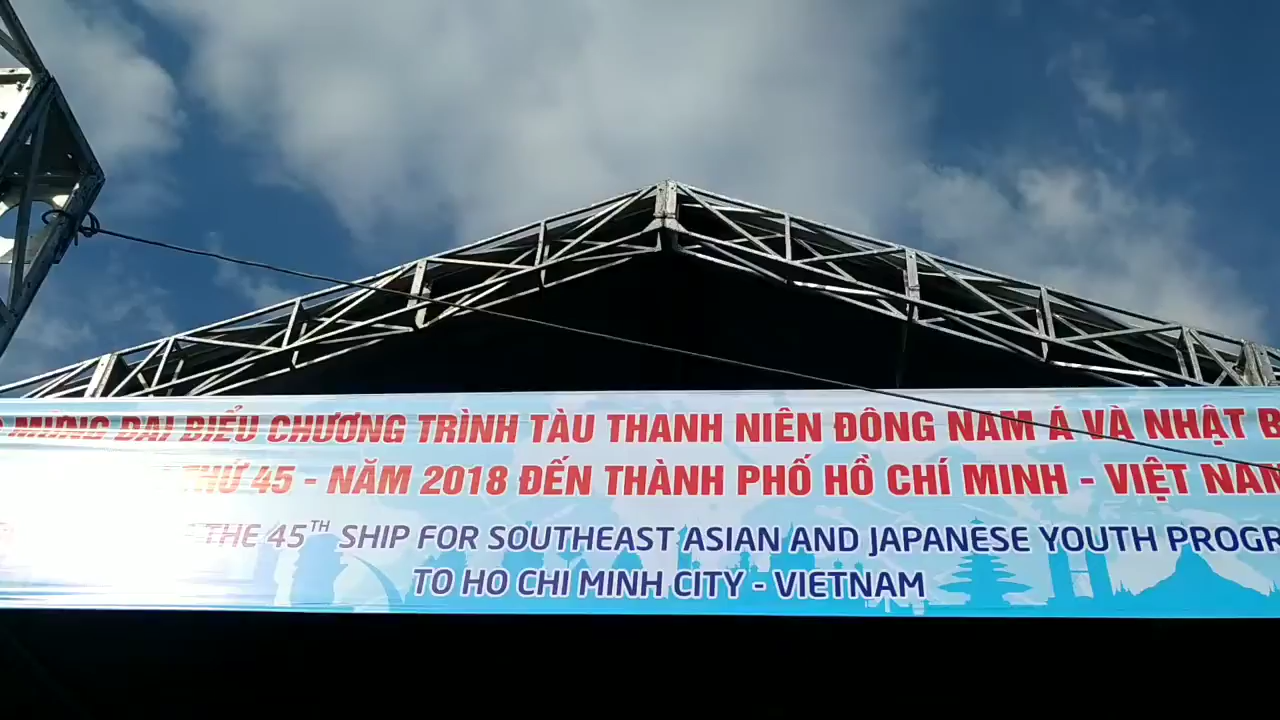 MỪNG ĐẠI BIỂU CHƯƠNG TRÌNH TÀU THANH NIÊN ĐÔNG NAM Á VÀ NHẬT B
THỨ 45 - NĂM 2018 ĐẾN THÀNH PHỐ HỒ CHÍ MINH - VIỆT NAM
THE 45TH SHIP FOR SOUTHEAST ASIAN AND JAPANESE YOUTH PROGR
TO HO CHI MINH CITY - VIETNAM